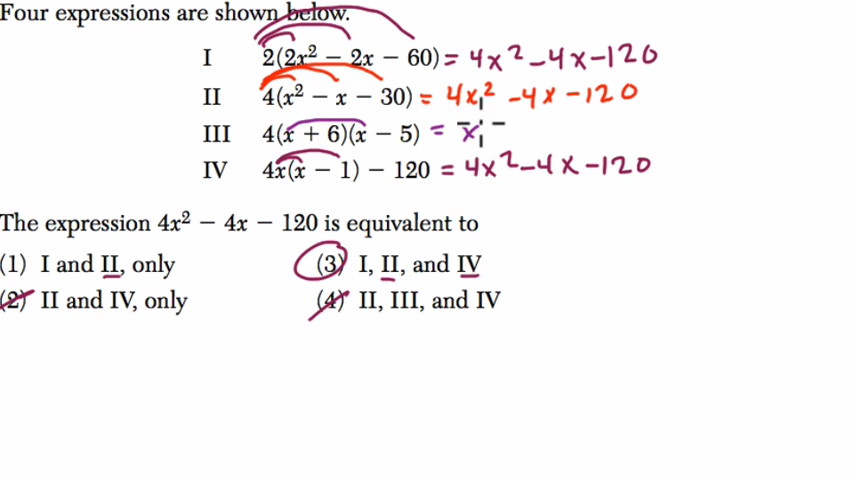 Four expressions are shown below.
I 2(2x² − 2x − 60) = 4x² − 4x − 120
II 4(x² − x − 30) = 4x² − 4x − 120
III 4(x + 6)(x − 5) = x
IV 4x(x − 1) − 120 = 4x² − 4x − 120
The expression 4x² − 4x − 120 is equivalent to
(1) I and II, only (3) I, II, and IV
(2) II and IV, only (4) II, III, and IV